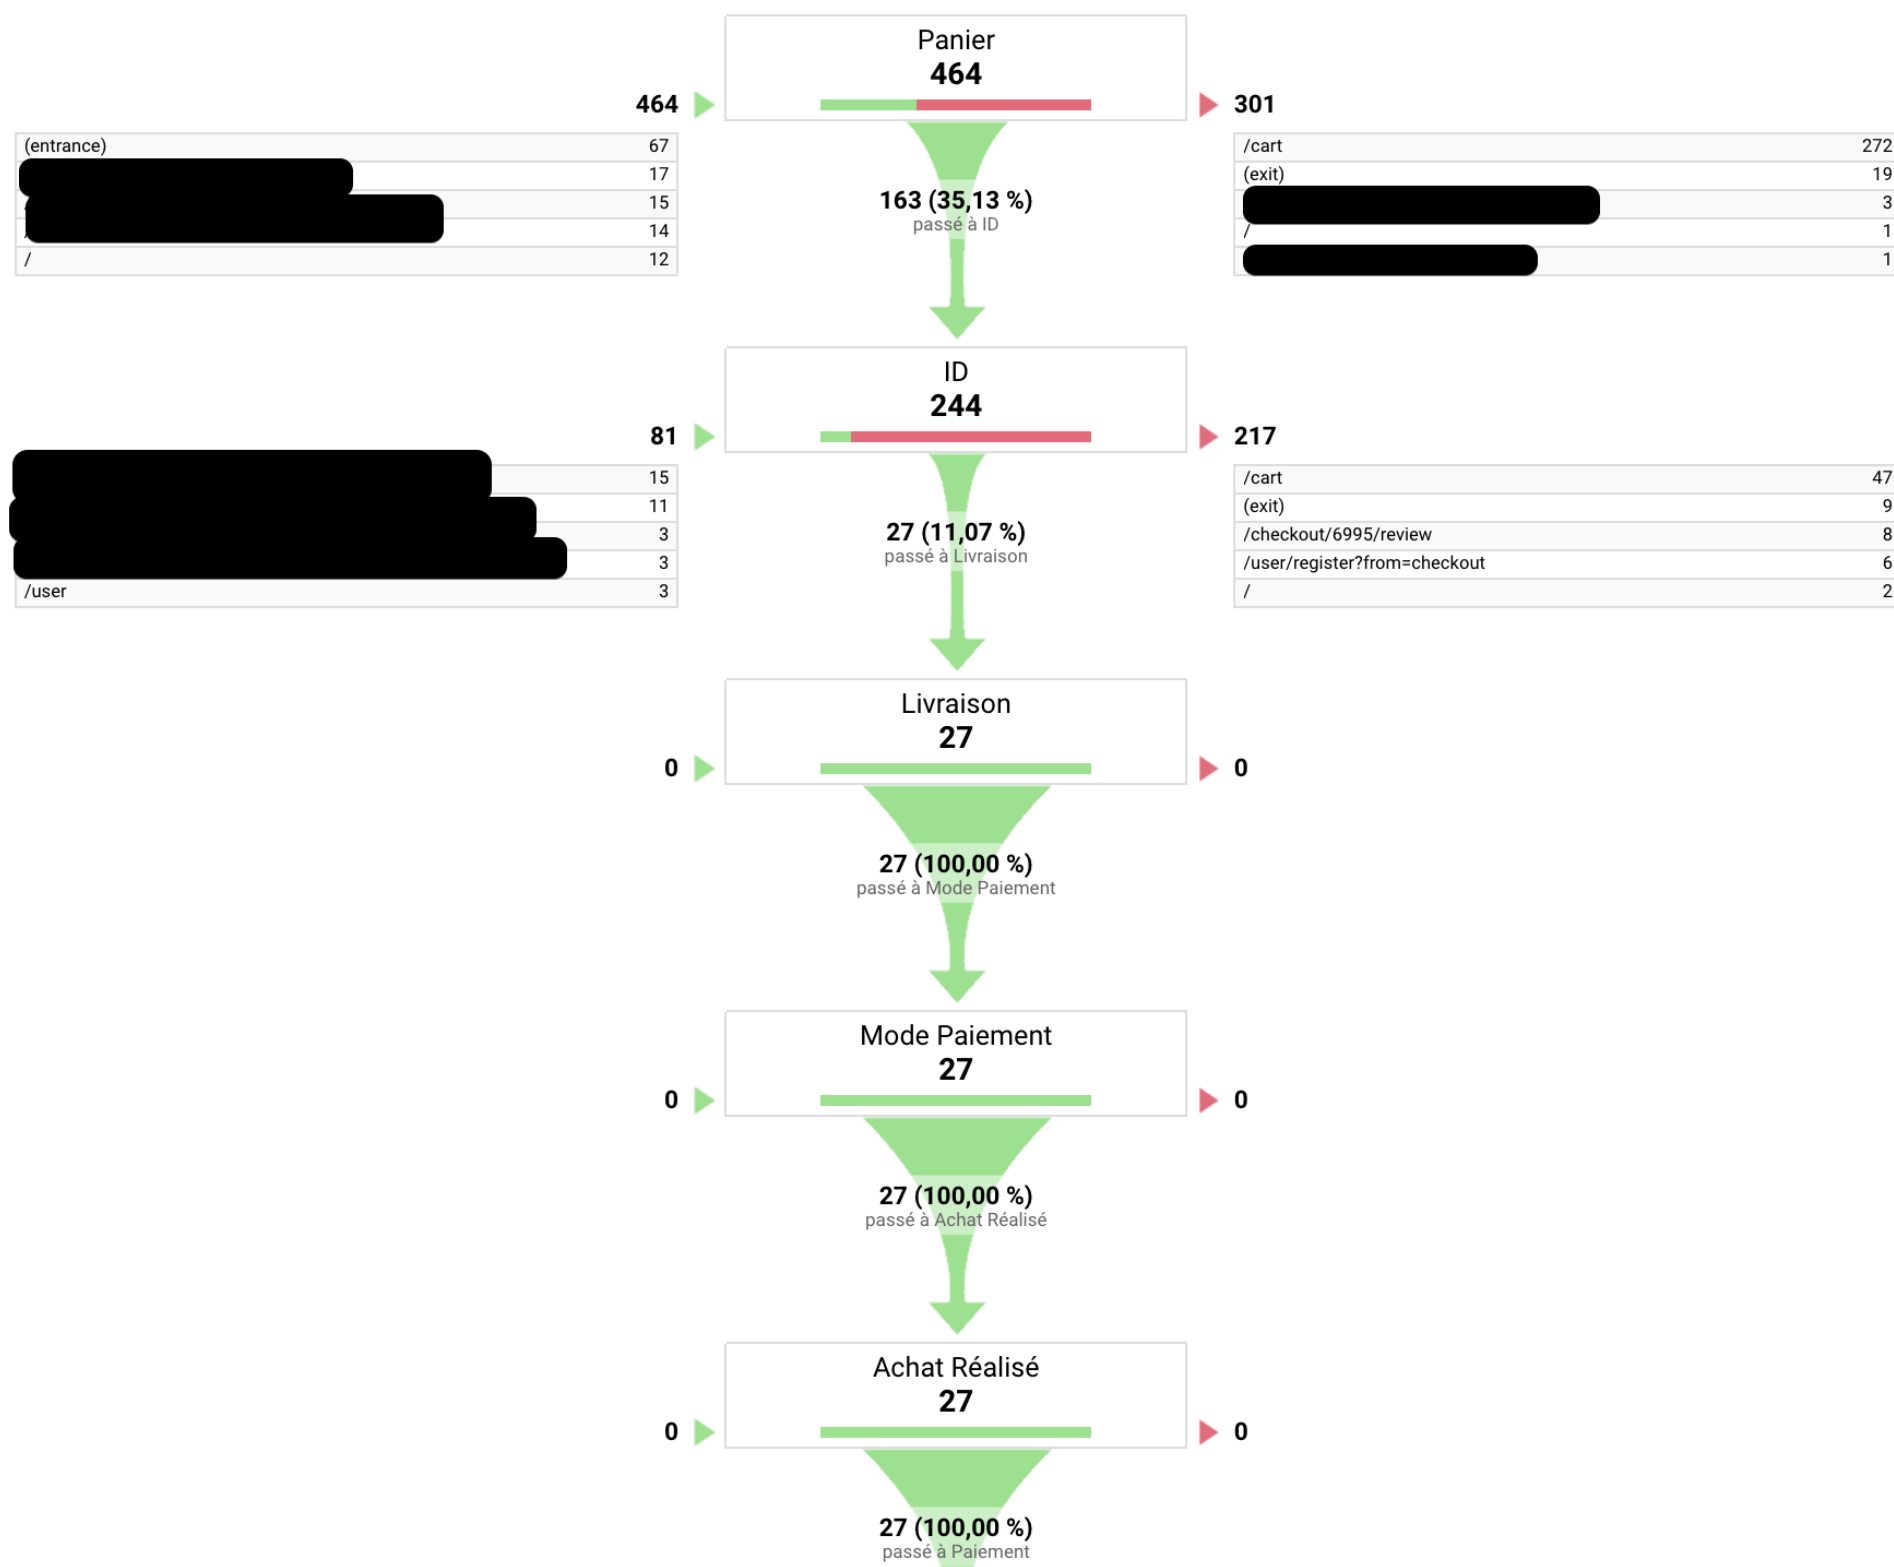 Panier
464
464
301
(entrance) 67
17
15
14
/ 12
/cart 272
(exit) 19
3
/ 1
1
163 (35,13 %)
passé à ID
ID
244
81
217
15
11
3
3
/user 3
/cart 47
(exit) 9
/checkout/6995/review 8
/user/register?from=checkout 6
/ 2
27 (11,07 %)
passé à Livraison
Livraison
27
0
0
27 (100,00 %)
passé à Mode Paiement
Mode Paiement
27
0
0
27 (100,00 %)
passé à Achat Réalisé
Achat Réalisé
27
0
0
27 (100,00 %)
passé à Paiement